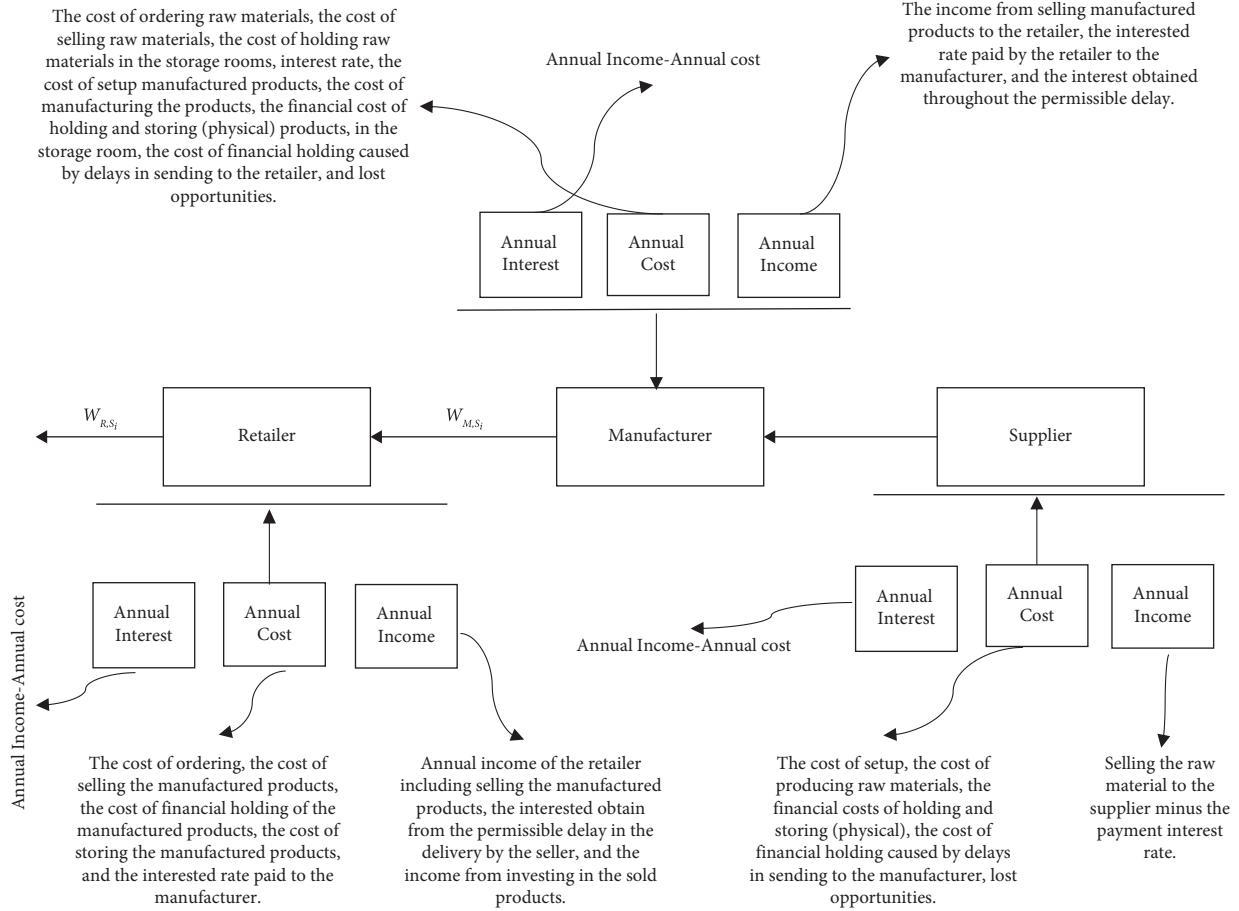 The cost of ordering raw materials, the cost of
selling raw materials, the cost of holding raw
materials in the storage rooms, interest rate, the
cost of setup manufactured products, the cost of
manufacturing the products, the financial cost of
holding and storing (physical) products, in the
storage room, the cost of financial holding caused
by delays in sending to the retailer, and lost
opportunities.
Annual Income-Annual cost
The income from selling manufactured
products to the retailer, the interested
rate paid by the retailer to the
manufacturer, and the interest obtained
throughout the permissible delay.
Annual
Interest
Annual
Cost
Annual
Income
W_{R,S_i}
Retailer
W_{M,S_i}
Manufacturer
Supplier
Annual Income-Annual cost
Annual
Interest
Annual
Cost
Annual
Income
Annual Income-Annual cost
Annual
Interest
Annual
Cost
Annual
Income
The cost of ordering, the cost of
selling the manufactured products,
the cost of financial holding of the
manufactured products, the cost of
storing the manufactured products,
and the interested rate paid to the
manufacturer.
Annual income of the retailer
including selling the manufactured
products, the interested obtain
from the permissible delay in the
delivery by the seller, and the
income from investing in the sold
products.
The cost of setup, the cost of
producing raw materials, the
financial costs of holding and
storing (physical), the cost of
financial holding caused by delays
in sending to the manufacturer, lost
opportunities.
Selling the raw
material to the
supplier minus the
payment interest
rate.